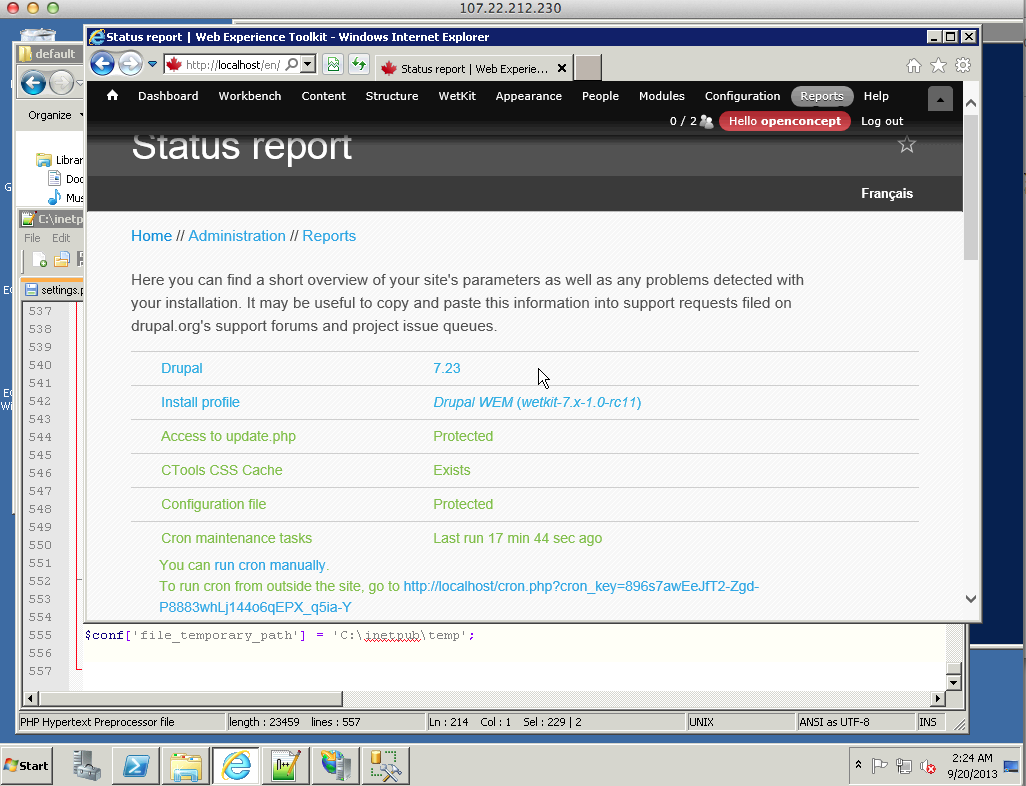 107.22.212.230
Status report | Web Experience Toolkit - Windows Internet Explorer
default
http://localhost/en/
Status report | Web Experie...
Organize
Dashboard Workbench Content Structure WetKit Appearance People Modules Configuration Reports Help
0 / 2 Hello openconcept Log out
Status report
Français
Home // Administration // Reports
Here you can find a short overview of your site's parameters as well as any problems detected with
your installation. It may be useful to copy and paste this information into support requests filed on
drupal.org's support forums and project issue queues.
Drupal 7.23
Install profile Drupal WEM (wetkit-7.x-1.0-rc11)
Access to update.php Protected
CTools CSS Cache Exists
Configuration file Protected
Cron maintenance tasks Last run 17 min 44 sec ago
You can run cron manually.
To run cron from outside the site, go to http://localhost/cron.php?cron_key=896s7awEeJfT2-Zgd-
P8883whLj144o6qEPX_q5ia-Y
Librar
Doc
Mus
C:\inetp
File Edit
settings.p
537
538
539
540
541
542
543
544
545
546
547
548
549
550
551
552
553
554
555 $conf['file_temporary_path'] = 'C:\inetpub\temp';
556
557
PHP Hypertext Preprocessor file length : 23459 lines : 557 Ln : 214 Col : 1 Sel : 229 | 2 UNIX ANSI as UTF-8 INS
Start
2:24 AM
9/20/2013